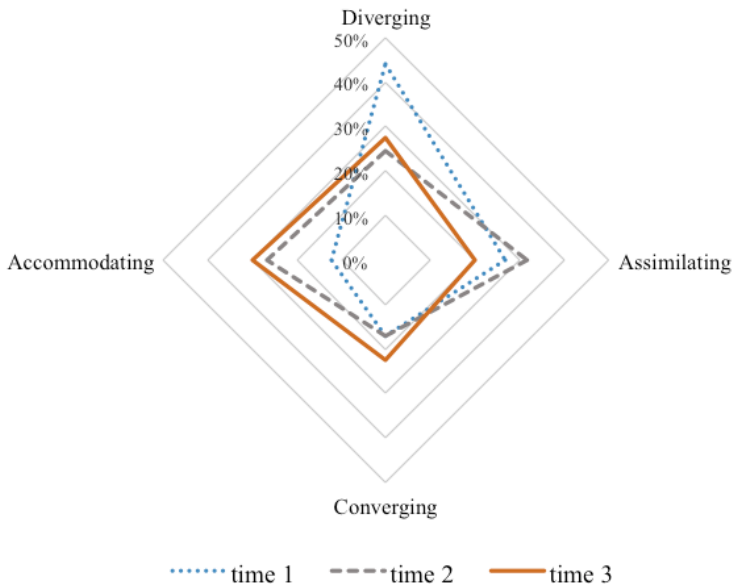 Diverging
50%
40%
30%
20%
10%
0%
Accommodating
Assimilating
Converging
time 1 time 2 time 3